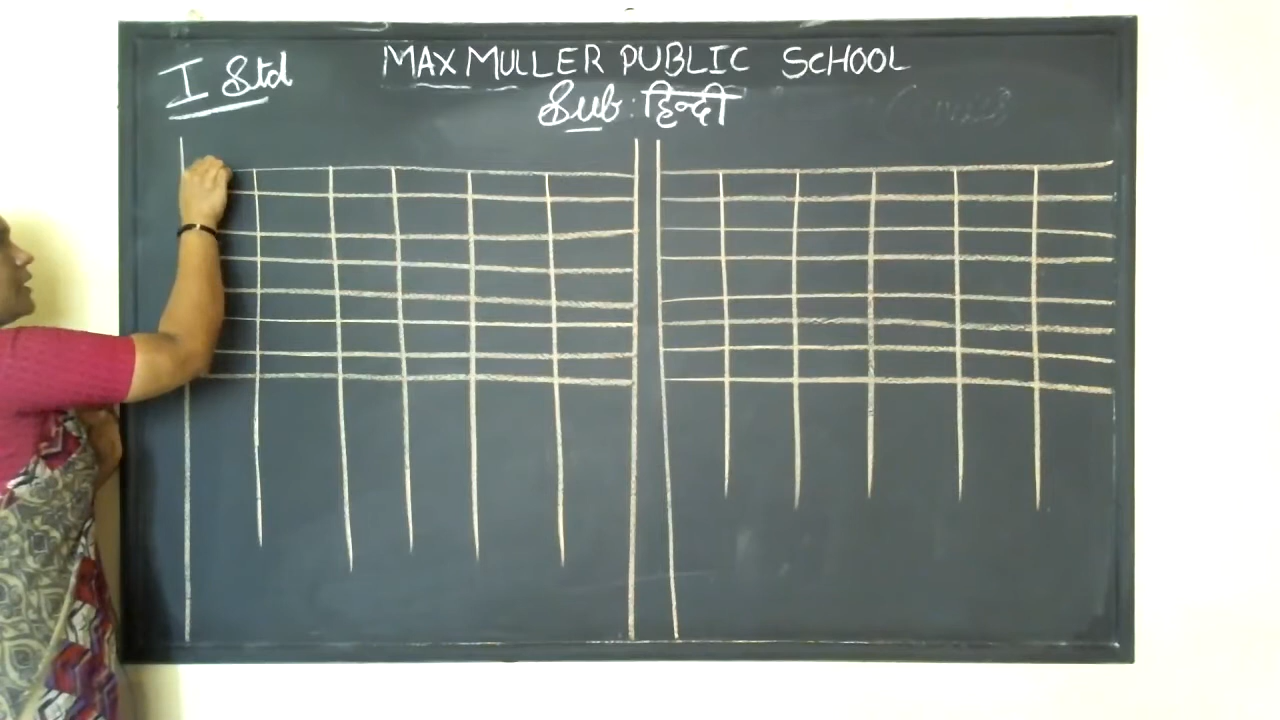 MAX MULLER PUBLIC SCHOOL
I Std
Sub: हिन्दी